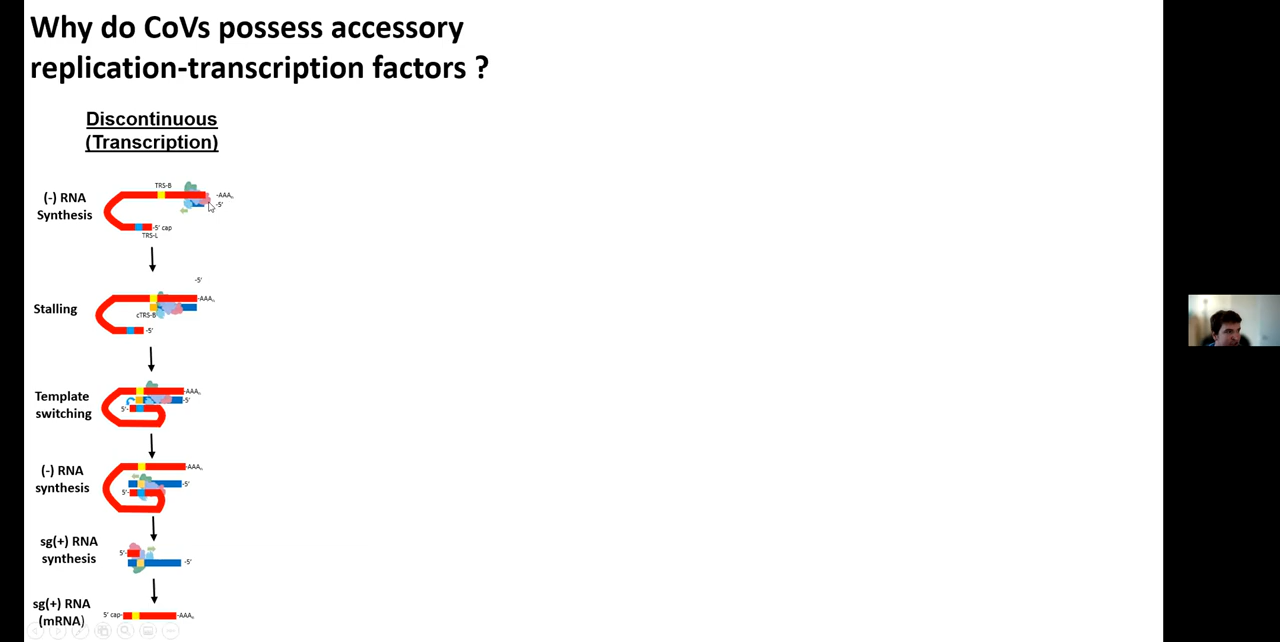 Why do CoVs possess accessory
replication-transcription factors ?
Discontinuous
(Transcription)
(-) RNA
Synthesis
TRS-B
-AAAn
-5'
-5' cap
TRS-L
Stalling
-5'
-AAAn
cTRS-B
-5'
Template
switching
-AAAn
-5'
5'-
(-) RNA
synthesis
-AAAn
-5'
5'-
sg(+) RNA
synthesis
5'-
-5'
sg(+) RNA
(mRNA)
5' cap-
-AAAn